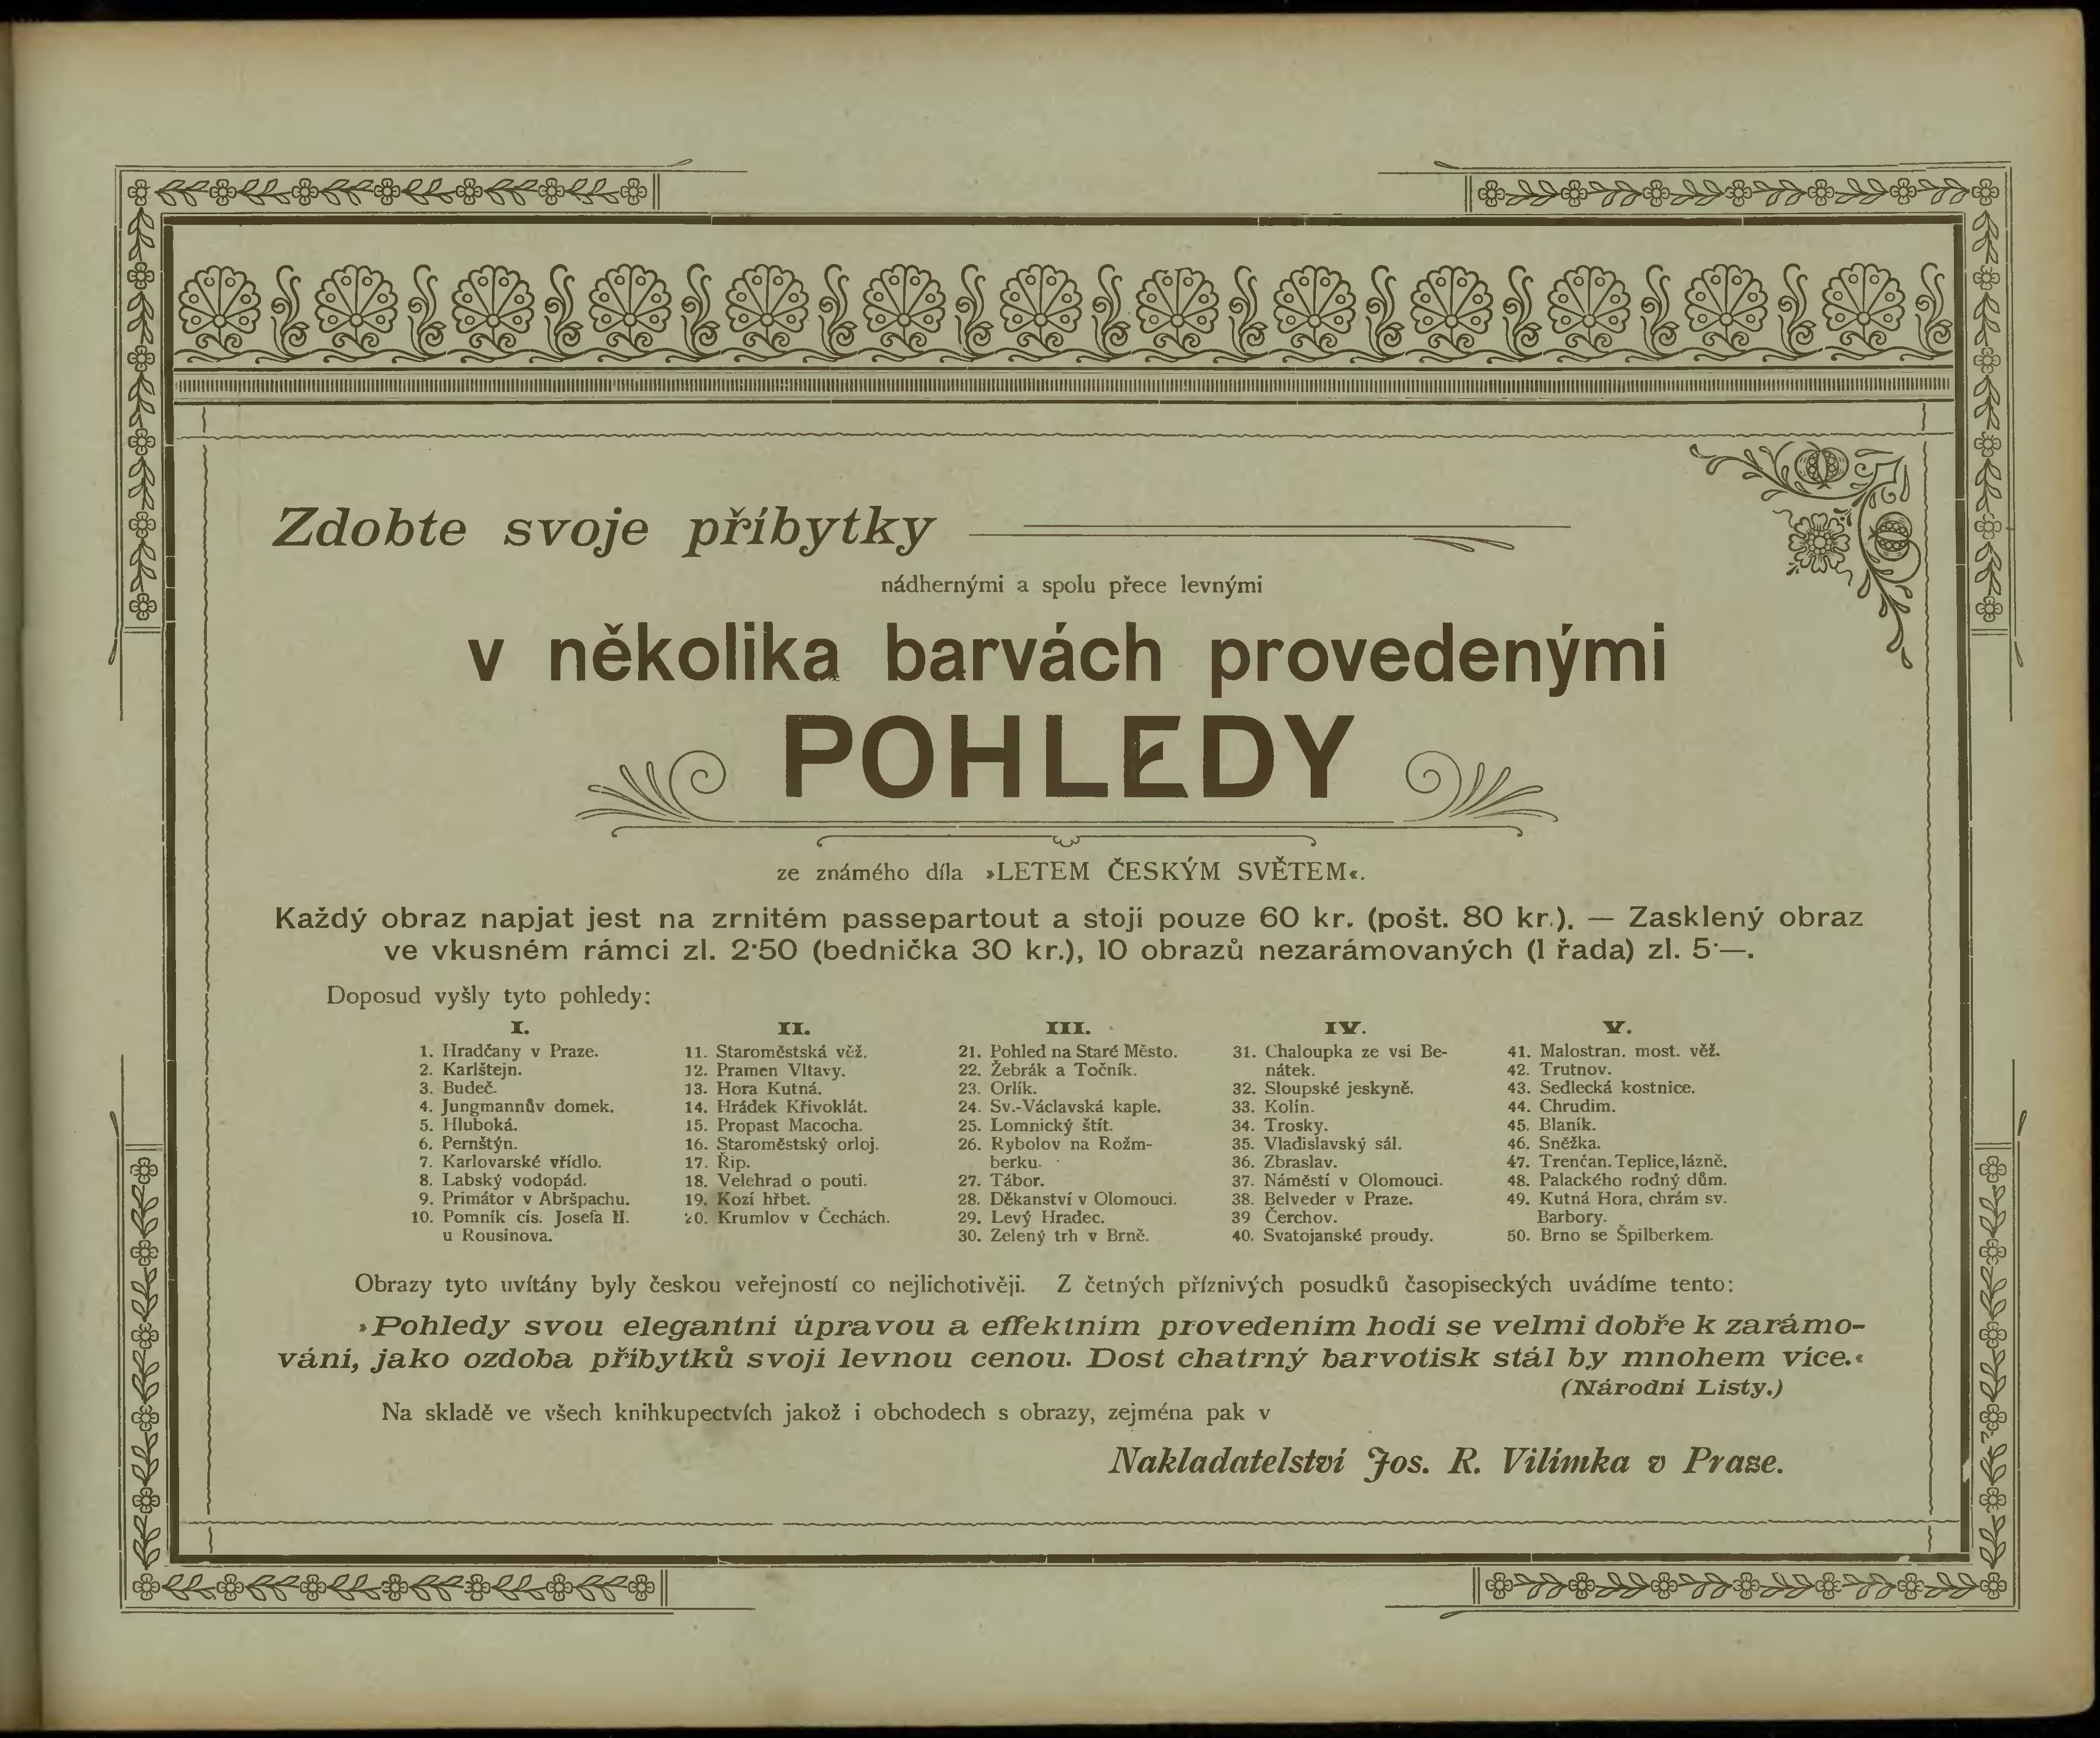 Zdobte svoje příbytky
nádhernými a spolu přece levnými
v několika barvách provedenými
POHLEDY
ze známého díla »LETEM ČESKÝM SVĚTEM«.
Každý obraz napjat jest na zrnitém passepartout a stojí pouze 60 kr. (pošt. 80 kr.). — Zasklený obraz
ve vkusném rámci zl. 2·50 (bednička 30 kr.), 10 obrazů nezarámovaných (1 řada) zl. 5·—.
Doposud vyšly tyto pohledy:
I.
1. Hradčany v Praze.
2. Karlštejn.
3. Budeč.
4. Jungmannův domek.
5. Hluboká.
6. Pernštýn.
7. Karlovarské vřídlo.
8. Labský vodopád.
9. Primátor v Abršpachu.
10. Pomník cís. Josefa II.
u Rousinova.
II.
11. Staroměstská věž.
12. Pramen Vltavy.
13. Hora Kutná.
14. Hrádek Křivoklát.
15. Propast Macocha.
16. Staroměstský orloj.
17. Řip.
18. Velehrad o pouti.
19. Kozí hřbet.
20. Krumlov v Čechách.
III.
21. Pohled na Staré Město.
22. Žebrák a Točník.
23. Orlík.
24. Sv.-Václavská kaple.
25. Lomnický štít.
26. Rybolov na Rožm-
berku.
27. Tábor.
28. Děkanství v Olomouci.
29. Levý Hradec.
30. Zelený trh v Brně.
IV.
31. Chaloupka ze vsi Be-
nátek.
32. Sloupské jeskyně.
33. Kolín.
34. Trosky.
35. Vladislavský sál.
36. Zbraslav.
37. Náměstí v Olomouci.
38. Belveder v Praze.
39 Čerchov.
40. Svatojanské proudy.
V.
41. Malostran. most. věž.
42. Trutnov.
43. Sedlecká kostnice.
44. Chrudim.
45. Blaník.
46. Sněžka.
47. Trenčan. Teplice, lázně.
48. Palackého rodný dům.
49. Kutná Hora, chrám sv.
Barbory.
50. Brno se Špilberkem.
Obrazy tyto uvítány byly českou veřejností co nejlichotivěji. Z četných příznivých posudků časopiseckých uvádíme tento:
»Pohledy svou elegantní úpravou a effektním provedením hodí se velmi dobře k zarámo-
vání, jako ozdoba příbytků svojí levnou cenou. Dost chatrný barvotisk stál by mnohem více.«
(Národní Listy.)
Na skladě ve všech knihkupectvích jakož i obchodech s obrazy, zejména pak v
Nakladatelství Jos. R. Vilímka v Praze.